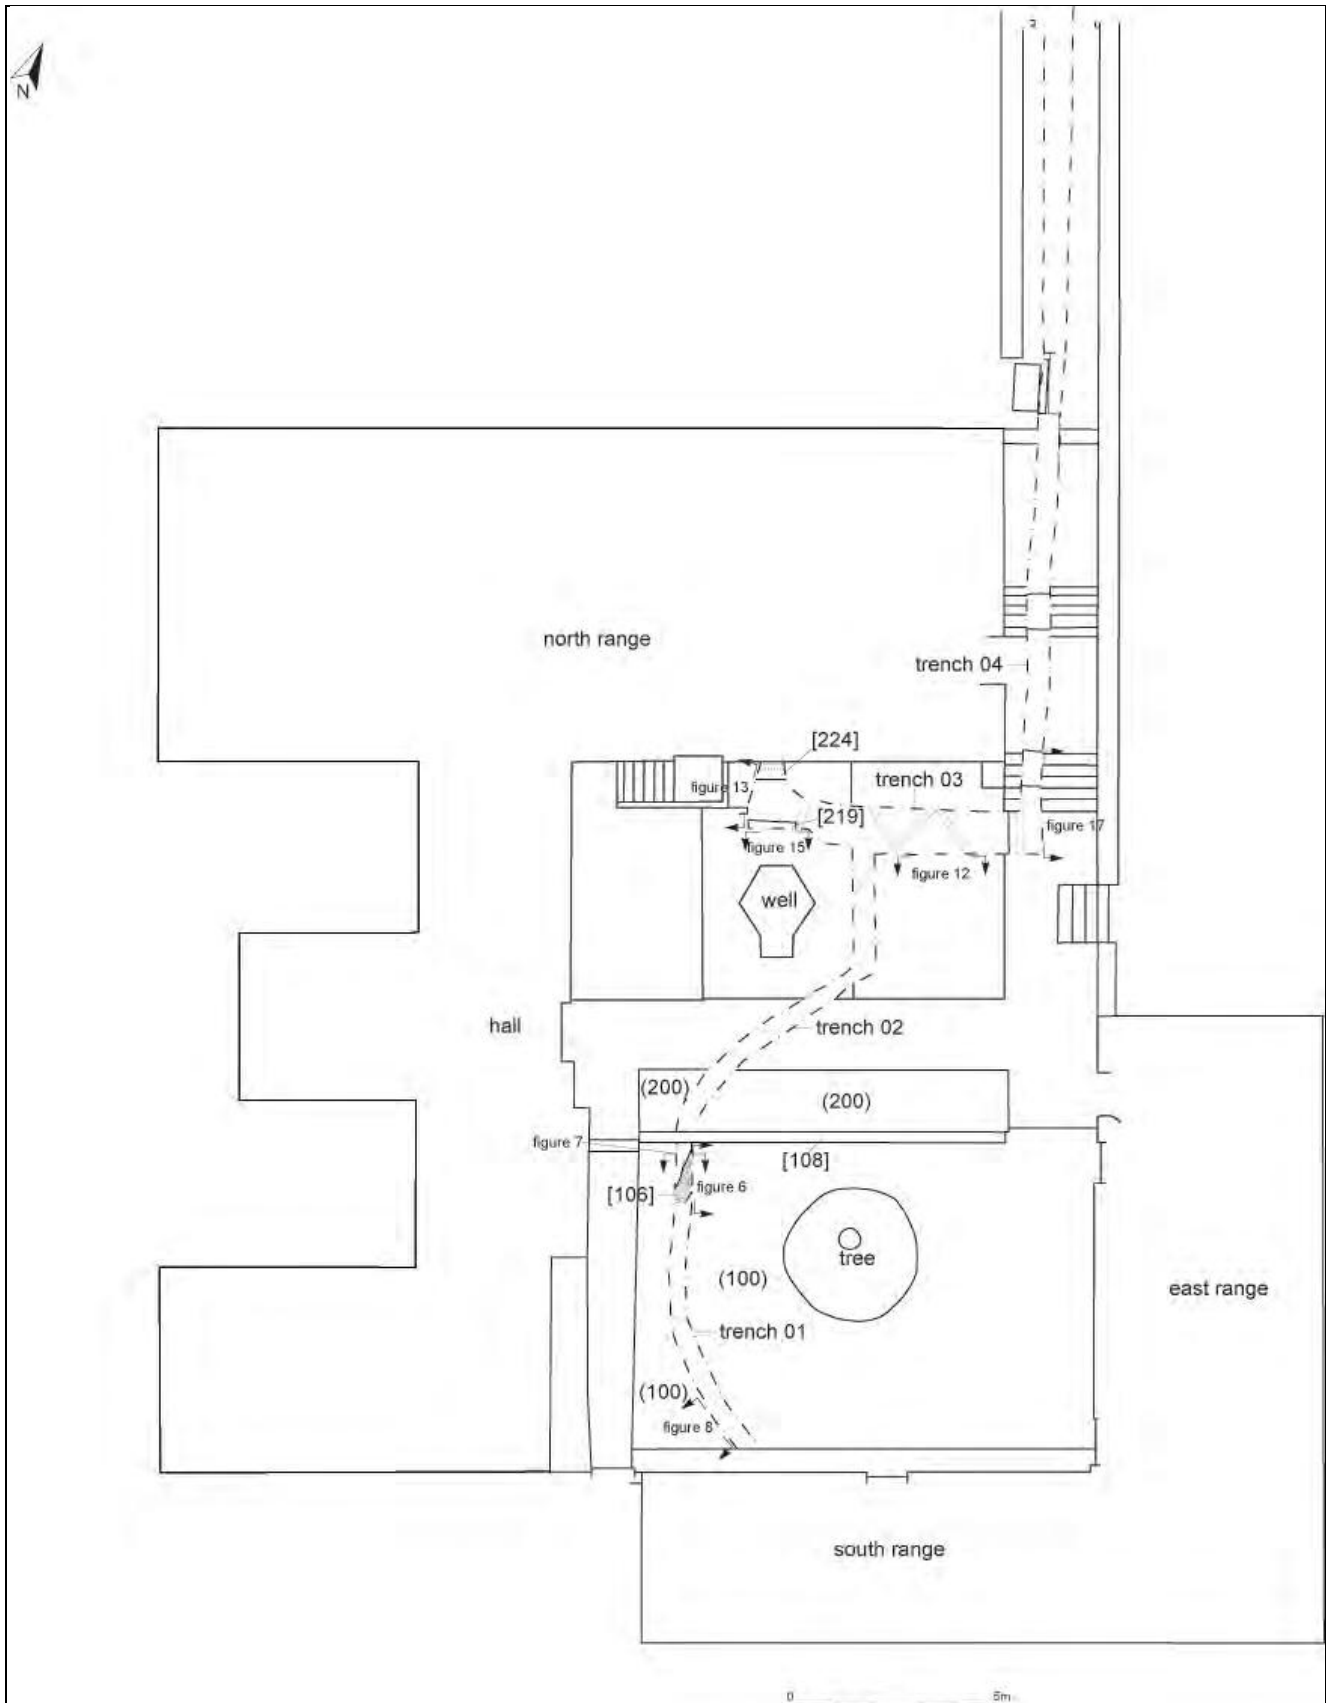 N
north range
trench 04
[224]
trench 03
figure 13
[219]
figure 17
figure 15
figure 12
well
hall
trench 02
(200)
(200)
figure 7
[108]
[106]
figure 6
tree
(100)
east range
trench 01
(100)
figure 8
south range
0 5m